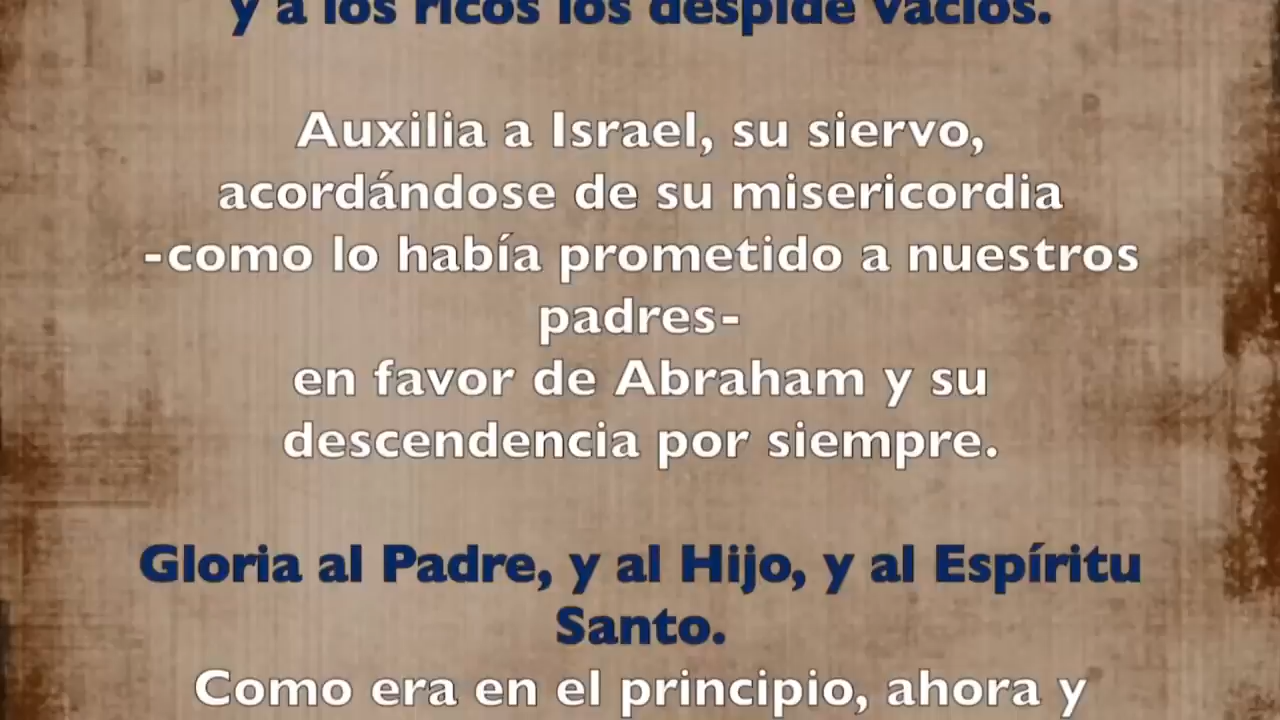 y a los ricos los despide vacíos.
Auxilia a Israel, su siervo,
acordándose de su misericordia
-como lo había prometido a nuestros
padres-
en favor de Abraham y su
descendencia por siempre.
Gloria al Padre, y al Hijo, y al Espíritu
Santo.
Como era en el principio, ahora y